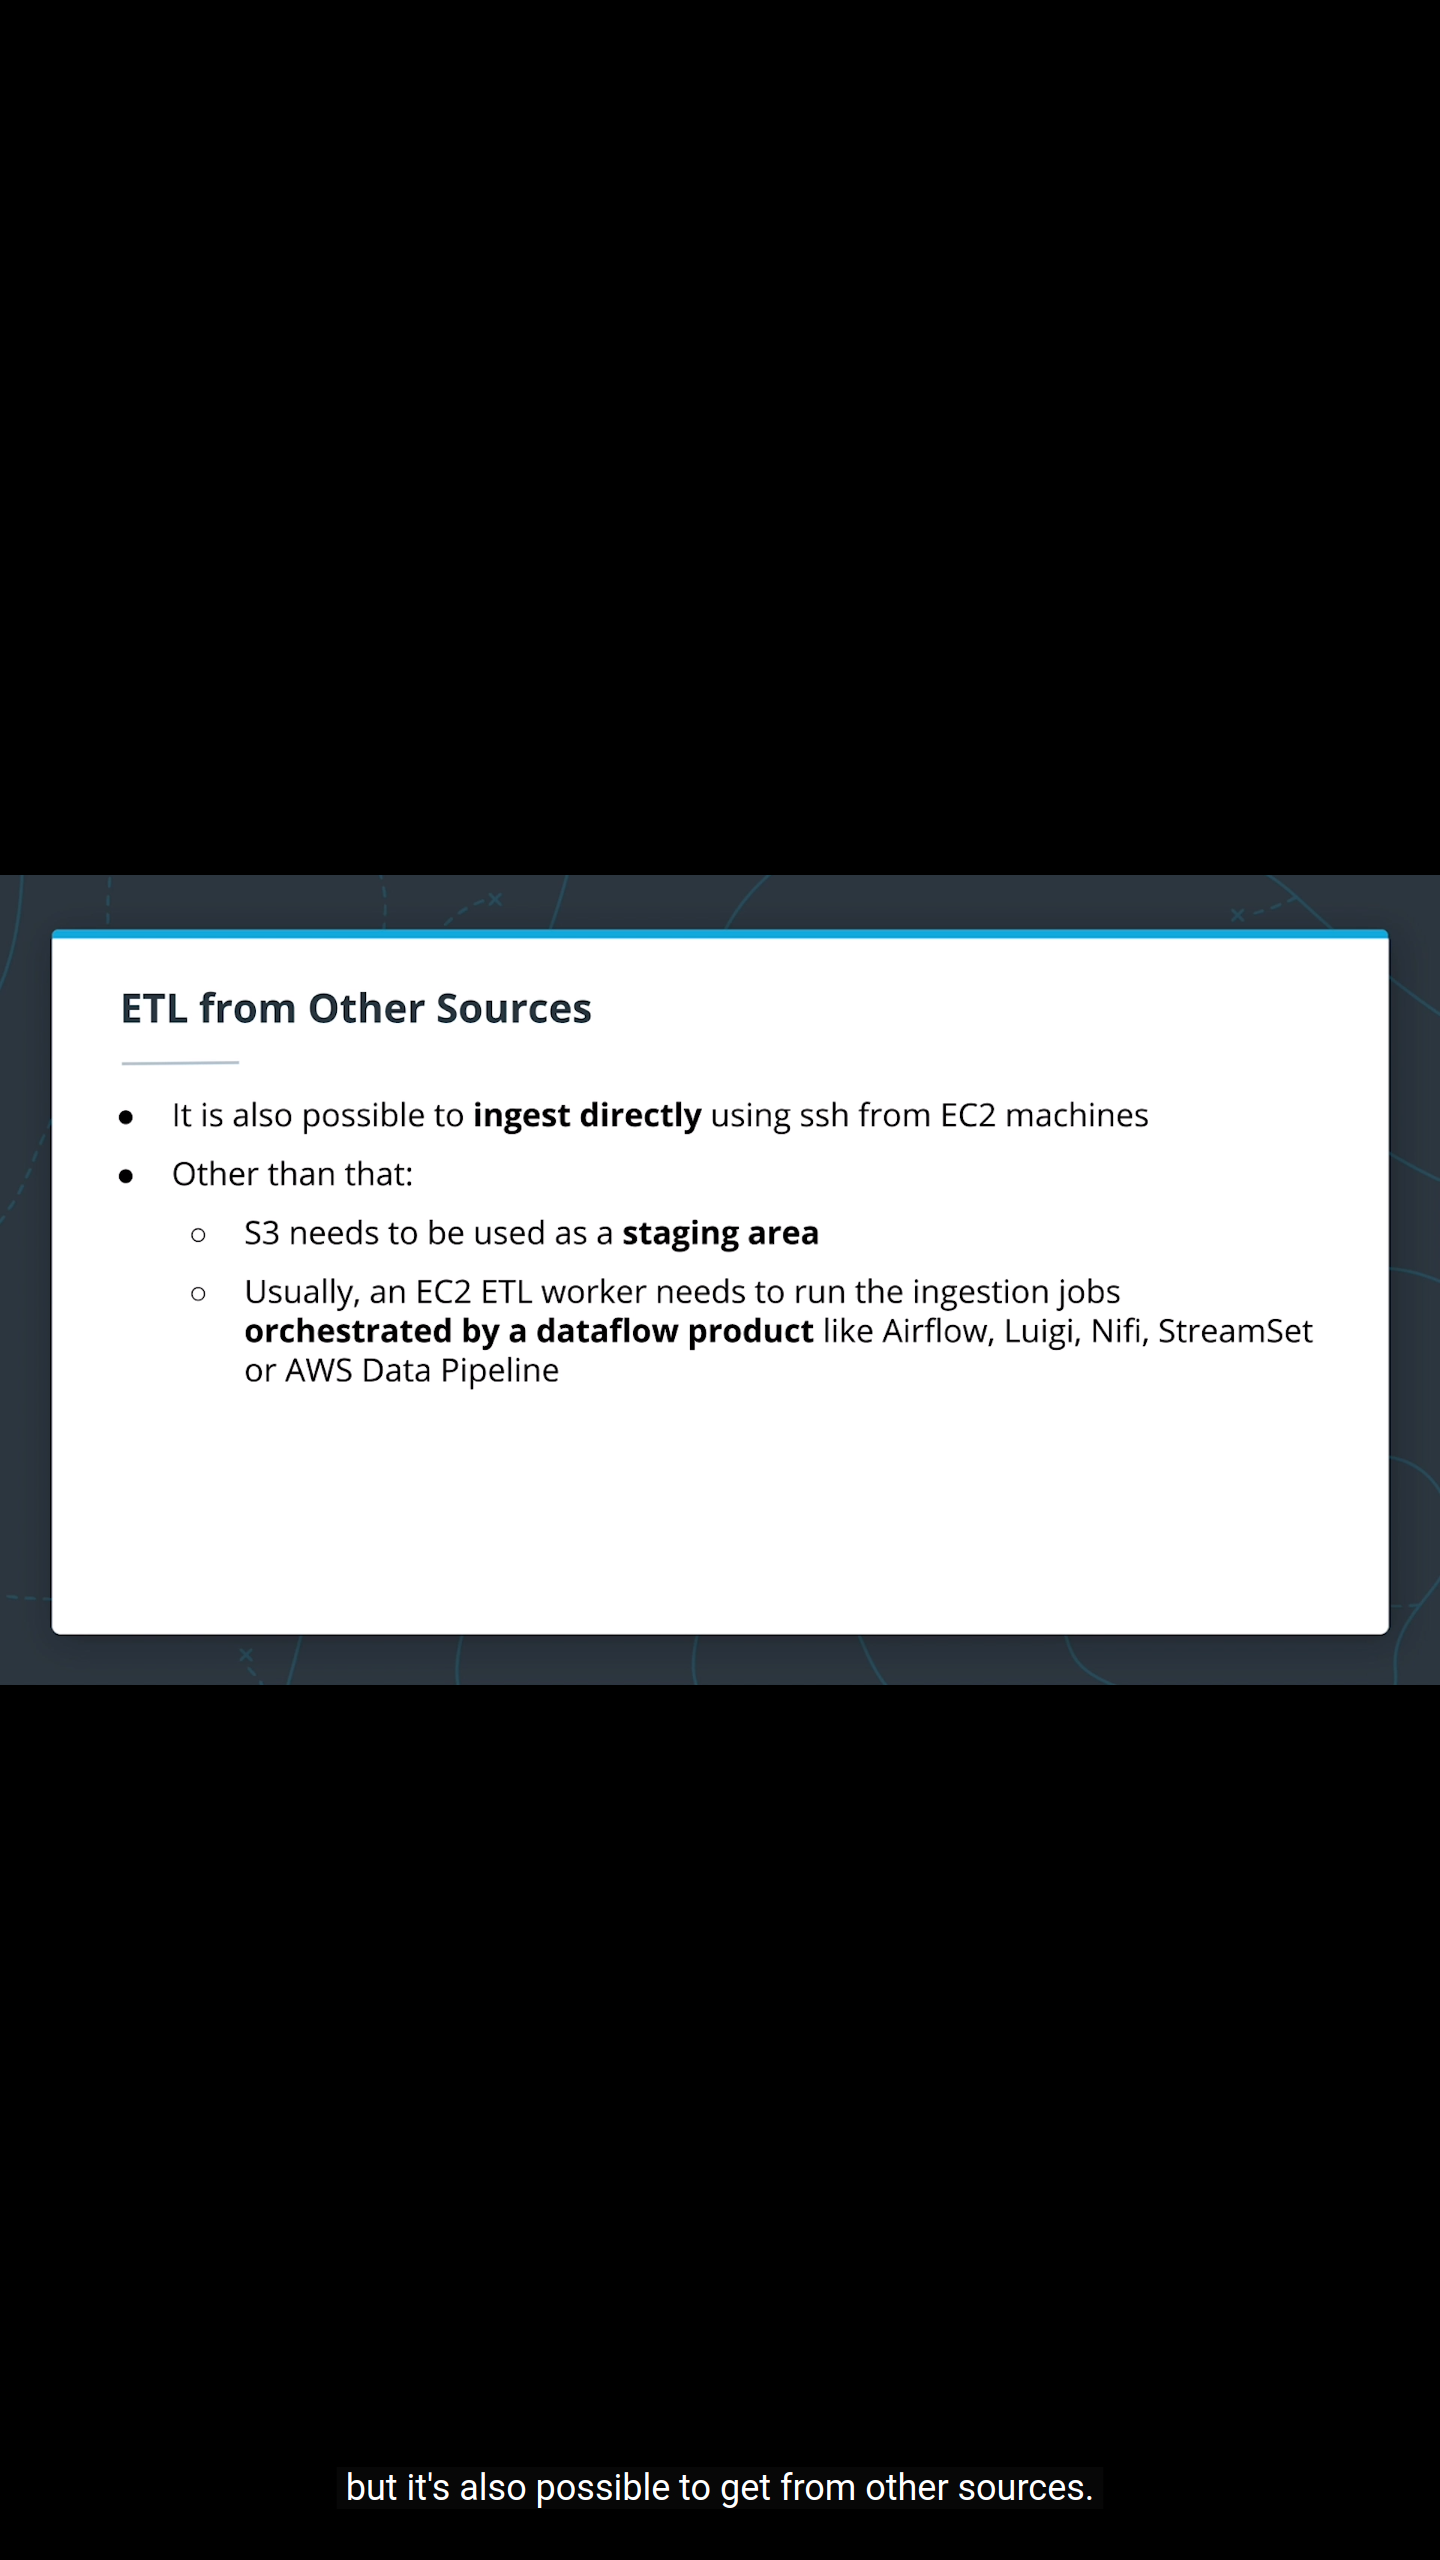 ETL from Other Sources
● It is also possible to ingest directly using ssh from EC2 machines
● Other than that:
○ S3 needs to be used as a staging area
○ Usually, an EC2 ETL worker needs to run the ingestion jobs
orchestrated by a dataflow product like Airflow, Luigi, Nifi, StreamSet
or AWS Data Pipeline
but it's also possible to get from other sources.